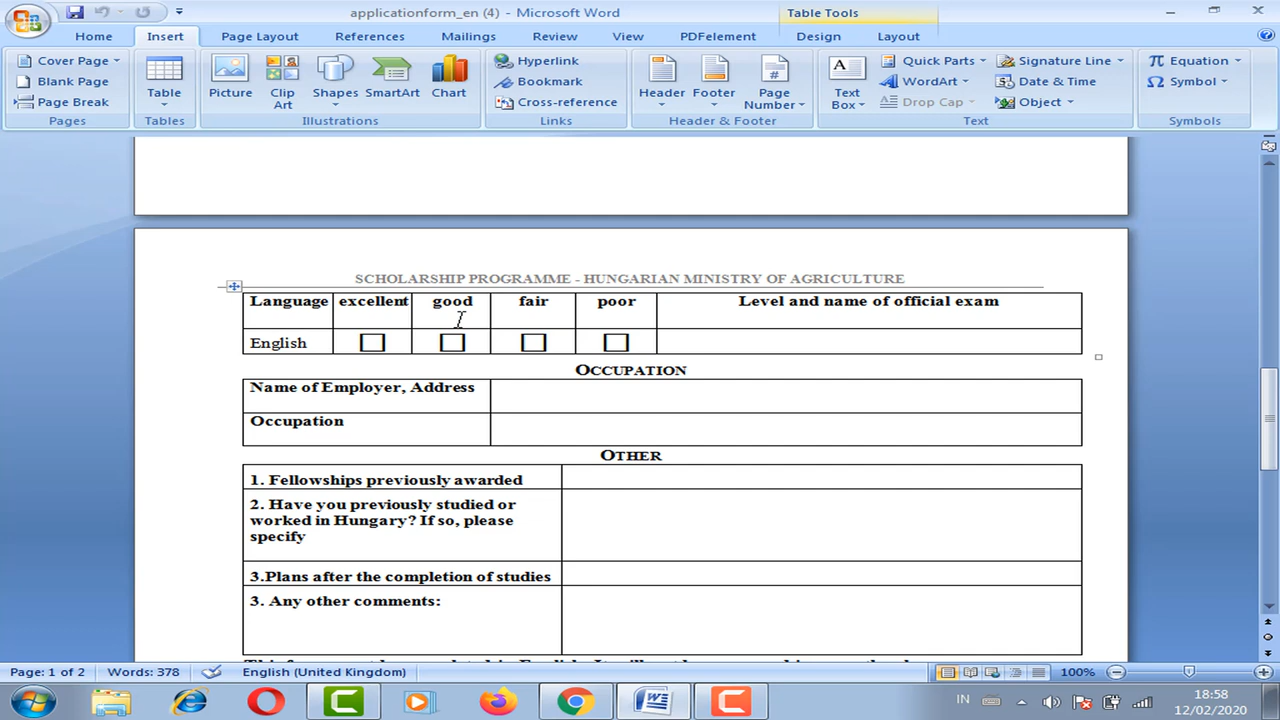 applicationform_en (4) - Microsoft Word
Table Tools
Home Insert Page Layout References Mailings Review View PDFelement Design Layout
Cover Page
Blank Page
Page Break
Pages
Table
Tables
Picture
Clip
Art
Shapes
SmartArt
Chart
Illustrations
Hyperlink
Bookmark
Cross-reference
Links
Header
Footer
Page
Number
Header & Footer
Text
Box
Quick Parts
WordArt
Drop Cap
Signature Line
Date & Time
Object
Text
Equation
Symbol
Symbols
SCHOLARSHIP PROGRAMME - HUNGARIAN MINISTRY OF AGRICULTURE
Language excellent good fair poor Level and name of official exam
English
OCCUPATION
Name of Employer, Address
Occupation
OTHER
1. Fellowships previously awarded
2. Have you previously studied or
worked in Hungary? If so, please
specify
3.Plans after the completion of studies
3. Any other comments:
Page: 1 of 2 Words: 378 English (United Kingdom) 100%
IN 18:58
12/02/2020